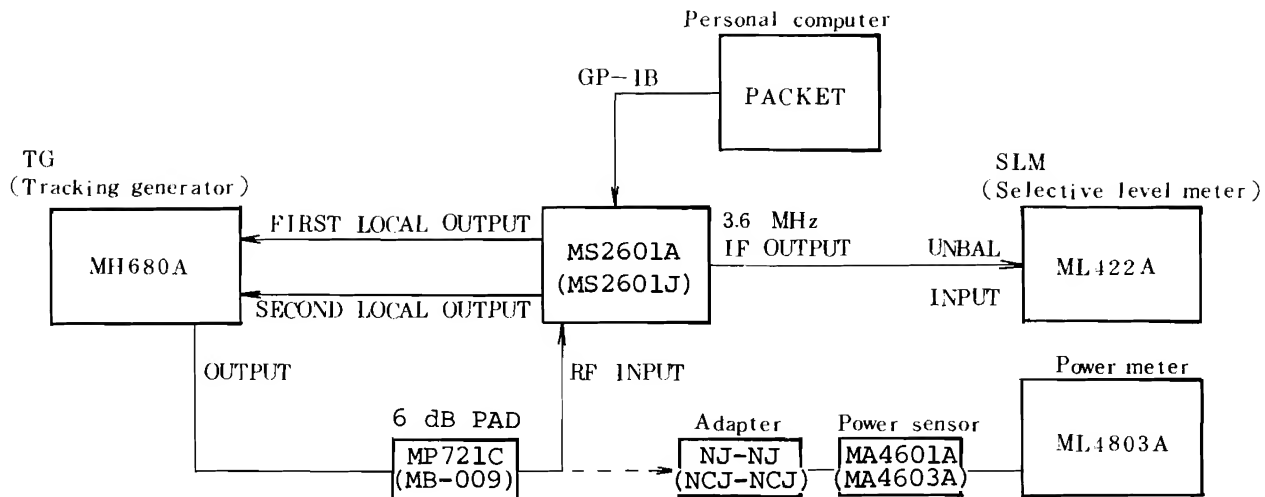 Personal computer
GP-IB
PACKET
TG
(Tracking generator)
SLM
(Selective level meter)
FIRST LOCAL OUTPUT
3.6 MHz
MS2601A
IF OUTPUT
UNBAL
MH680A
(MS2601J)
ML422A
INPUT
SECOND LOCAL OUTPUT
OUTPUT
RF INPUT
Power meter
6 dB PAD
Adapter
Power sensor
ML4803A
MP721C
(MB-009)
NJ-NJ
(NCJ-NCJ)
MA4601A
(MA4603A)